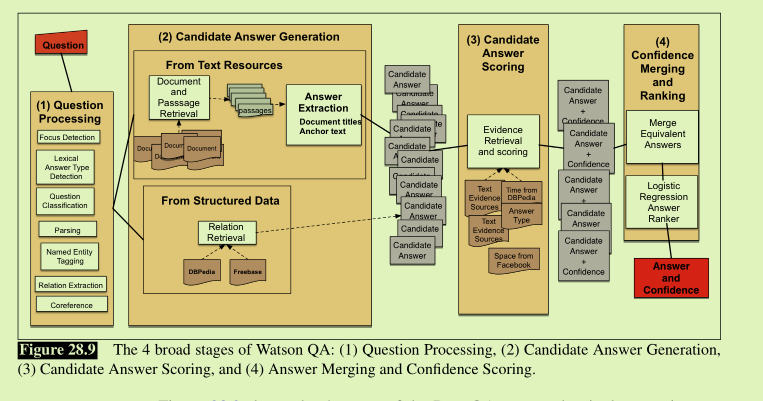 Question
(1) Question
Processing
Focus Detection
Lexical
Answer Type
Detection
Question
Classification
Parsing
Named Entity
Tagging
Relation Extraction
Coreference
(2) Candidate Answer Generation
From Text Resources
Document
and
Passsage
Retrieval
passages
Document
Answer
Extraction
Document titles
Anchor text
From Structured Data
Relation
Retrieval
DBPedia
Freebase
Candidate
Answer
Candidate
Answer
Candidate
Answer
Candidate
Candidate
Answer
Candidate
Answer
Candidate
Candidate
Answer
(3) Candidate
Answer
Scoring
Evidence
Retrieval
and scoring
Text
Evidence
Sources
Time from
DBPedia
Answer
Type
Text
Evidence
Sources
Space from
Facebook
Candidate
Answer
+
Confidence
Candidate
Answer
+
Confidence
Candidate
Answer
+
Candidate
Answer
+
Candidate
Answer
+
Confidence
(4)
Confidence
Merging
and
Ranking
Merge
Equivalent
Answers
Logistic
Regression
Answer
Ranker
Answer
and
Confidence
Figure 28.9 The 4 broad stages of Watson QA: (1) Question Processing, (2) Candidate Answer Generation,
(3) Candidate Answer Scoring, and (4) Answer Merging and Confidence Scoring.